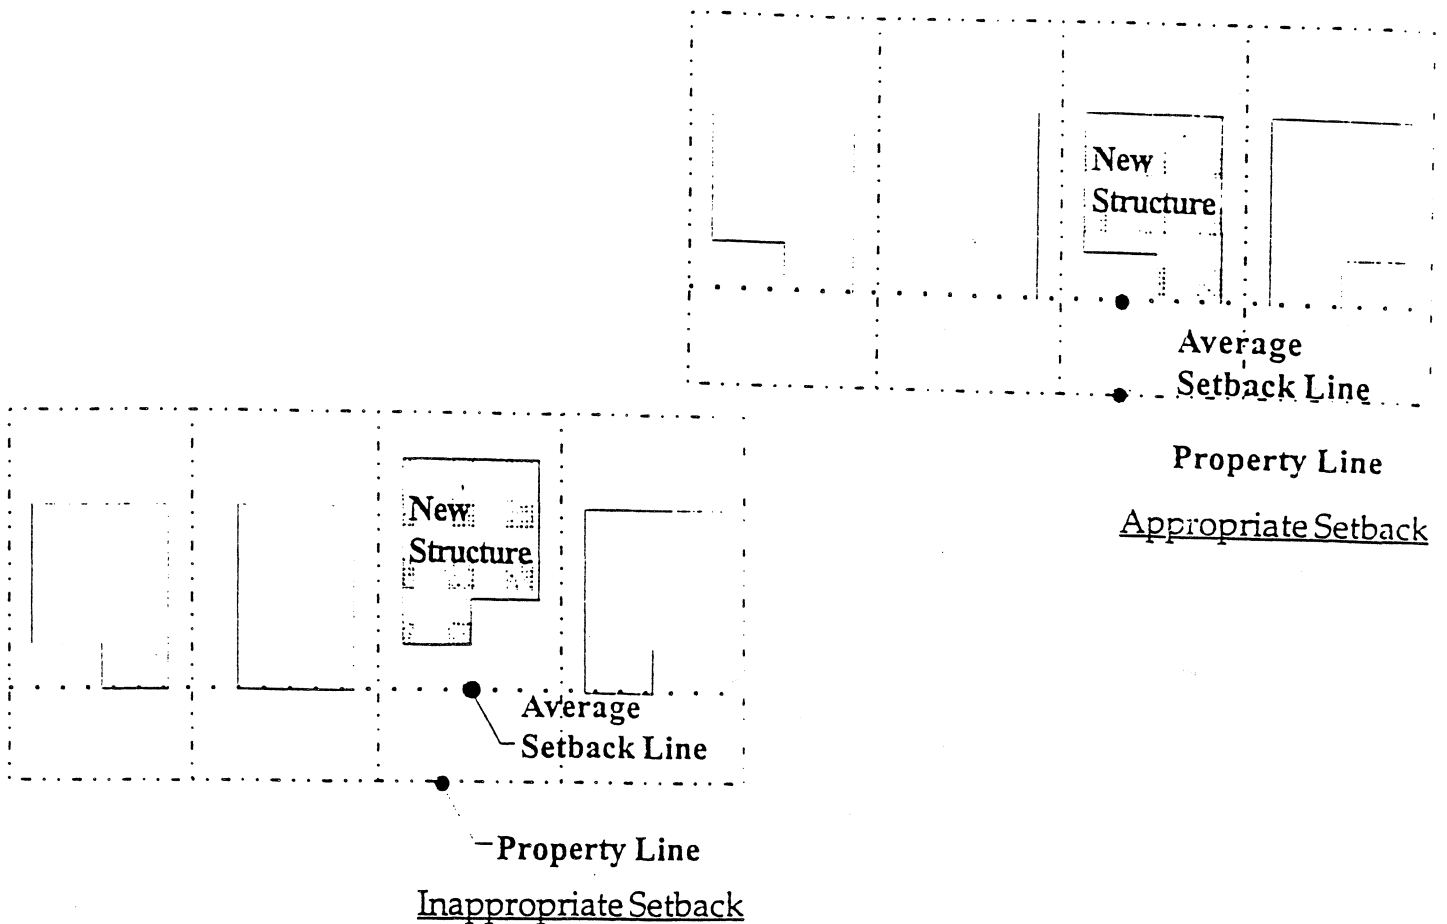 New
Structure
Average
Setback Line
Property Line
Appropriate Setback
New
Structure
Average
Setback Line
Property Line
Inappropriate Setback